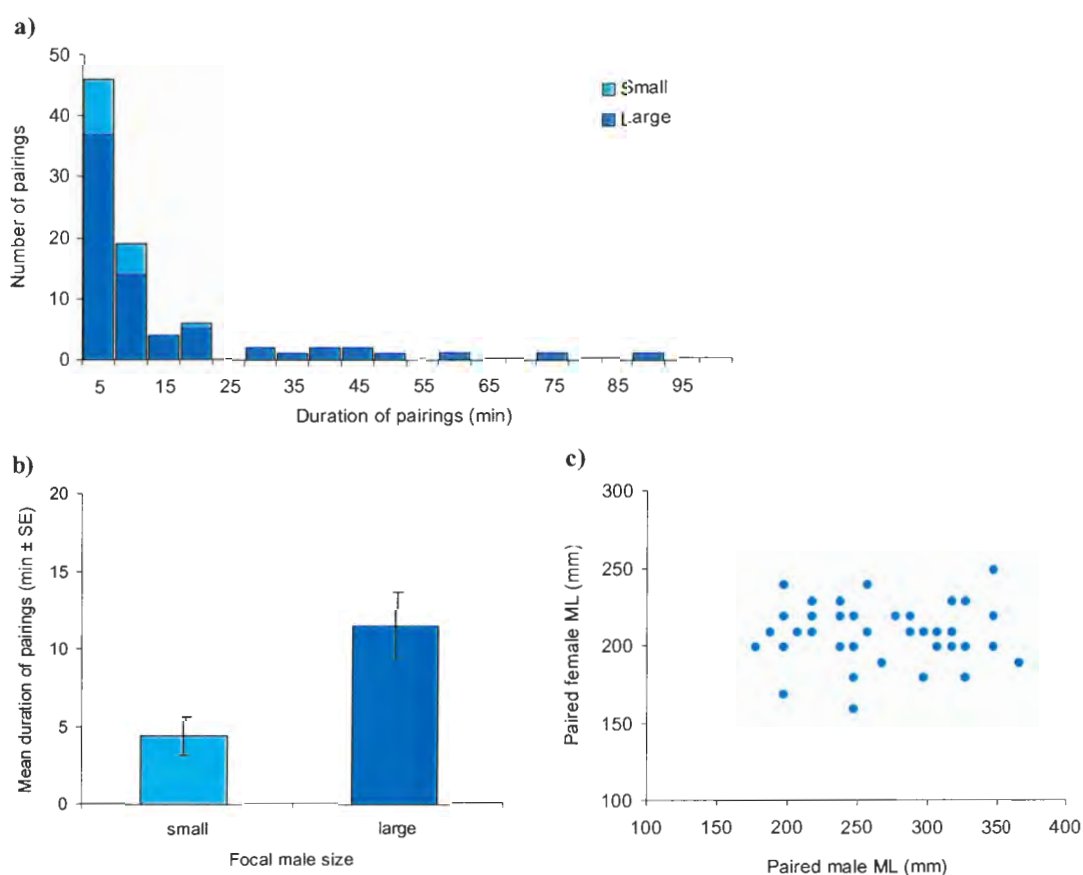 a)
50
40
30
20
10
0
Number of pairings
Small
Large
5 15 25 35 45 55 65 75 85 95
Duration of pairings (min)
b)
20
15
10
5
0
Mean duration of pairings (min ± SE)
small large
Focal male size
c)
300
250
200
150
100
Paired female ML (mm)
100 150 200 250 300 350 400
Paired male ML (mm)